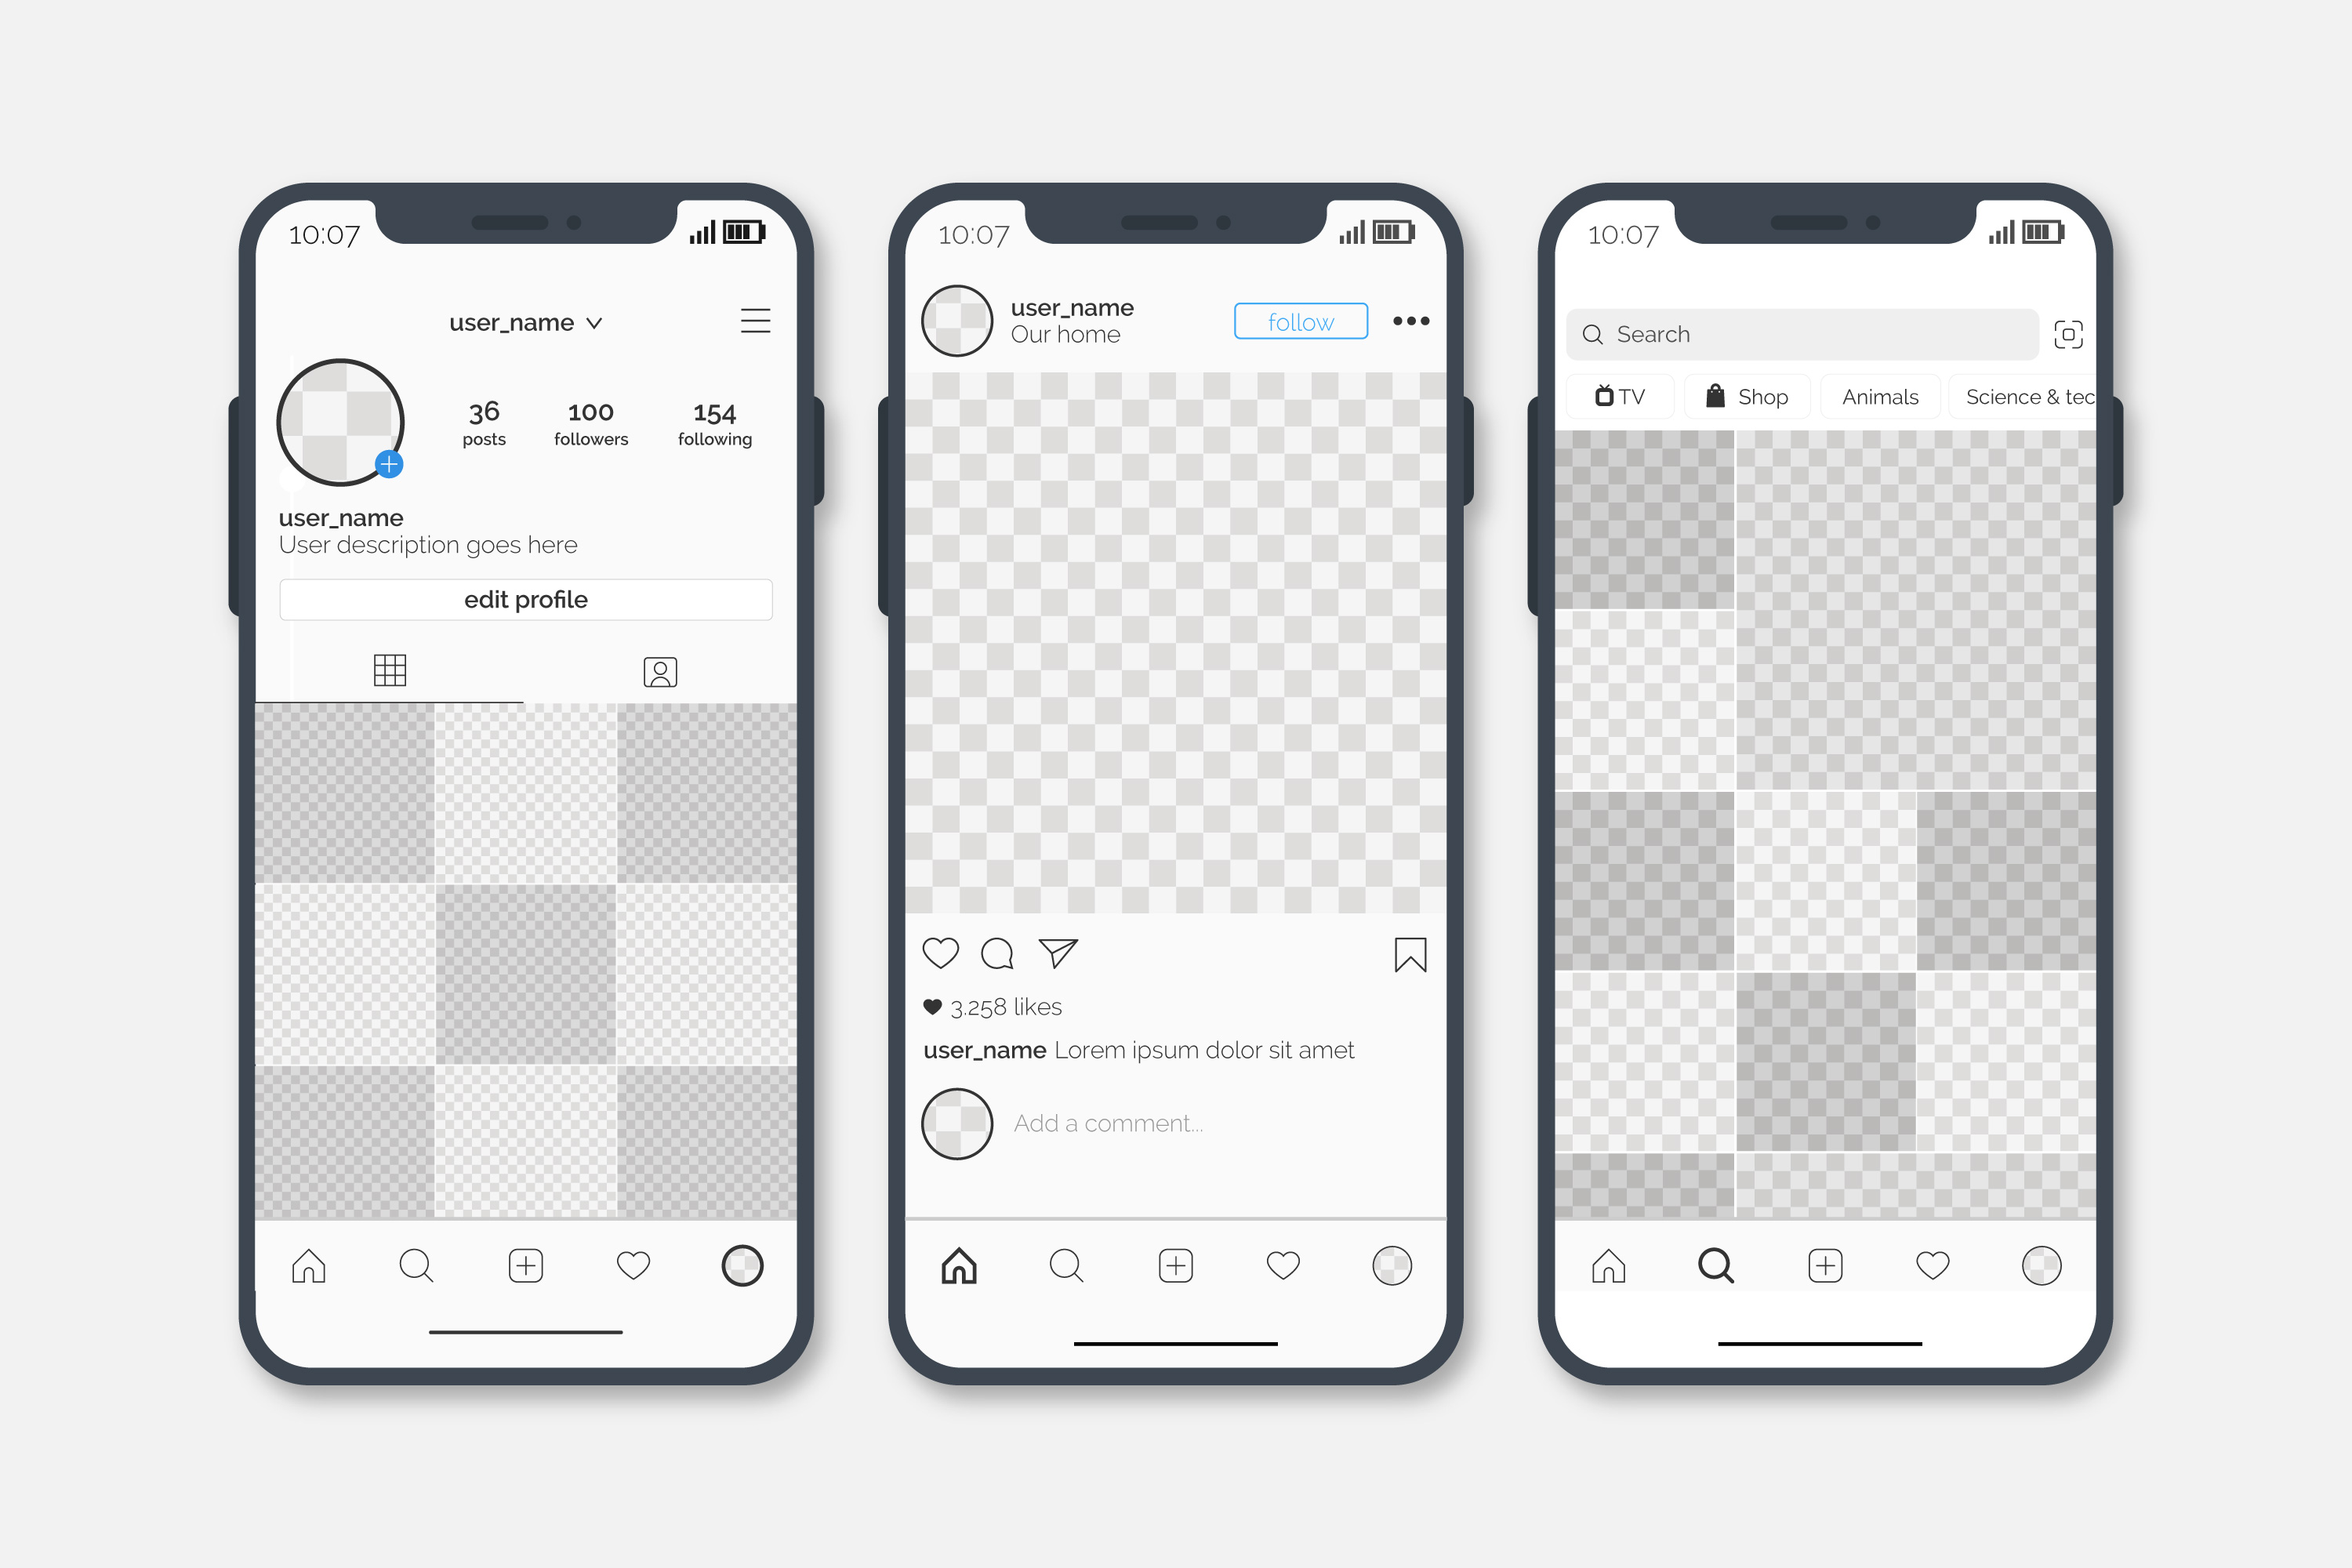 10:07
user_name
36 100 154
posts followers following
user_name
User description goes here
edit profile
10:07
user_name
Our home
follow
3.258 likes
user_name Lorem ipsum dolor sit amet
Add a comment...
10:07
Search
TV Shop Animals Science & tec